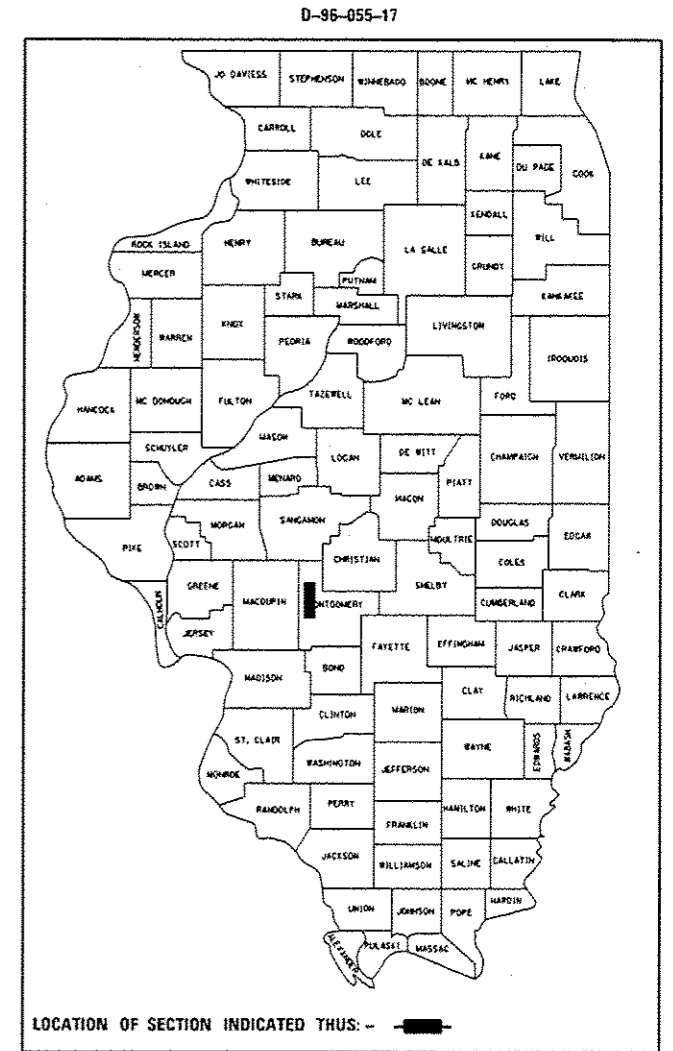 D-96-055-17
JO DAVIESS STEPHENSON WINNEBAGO BOONE MC HENRY LAKE
CARROLL OGLE
DE KALB KANE DU PAGE COOK
WHITESIDE LEE
KENDALL
ROCK ISLAND HENRY BUREAU LA SALLE GRUNDY WILL
MERCER PUTNAM
STARK MARSHALL KANKAKEE
HENDERSON WARREN KNOX PEORIA WOODFORD LIVINGSTON IROQUOIS
HANCOCK MC DONOUGH FULTON TAZEWELL MC LEAN FORD
MASON
SCHUYLER LOGAN DE WITT CHAMPAIGN VERMILION
ADAMS BROWN CASS MENARD PIATT
MACON
MORGAN SANGAMON DOUGLAS
PIKE SCOTT MOULTRIE EDGAR
CHRISTIAN COLES
CALHOUN GREENE MACOUPIN ONTGOMERY SHELBY CUMBERLAND CLARK
JERSEY
FAYETTE EFFINGHAM JASPER CRAWFORD
MADISON BOND
CLAY RICHLAND LAWRENCE
CLINTON MARION
ST. CLAIR WAYNE EDWARDS WABASH
WASHINGTON JEFFERSON
MONROE
RANDOLPH PERRY HAMILTON WHITE
FRANKLIN
JACKSON WILLIAMSON SALINE GALLATIN
UNION JOHNSON POPE HARDIN
ALEXANDER PULASKI MASSAC
LOCATION OF SECTION INDICATED THUS: -